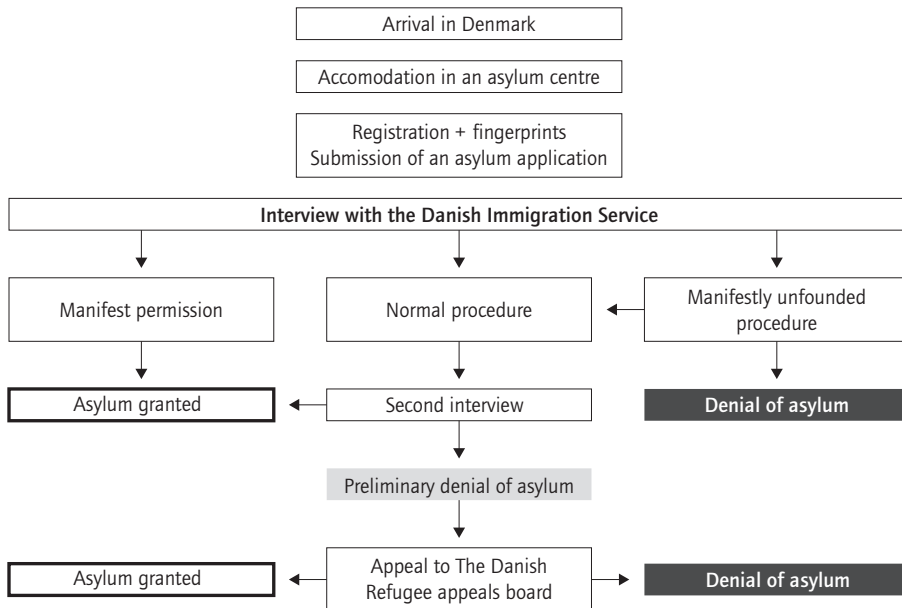 Arrival in Denmark
Accomodation in an asylum centre
Registration + fingerprints
Submission of an asylum application
Interview with the Danish Immigration Service
Manifest permission
Normal procedure
Manifestly unfounded
procedure
Asylum granted
Second interview
Denial of asylum
Preliminary denial of asylum
Asylum granted
Appeal to The Danish
Refugee appeals board
Denial of asylum